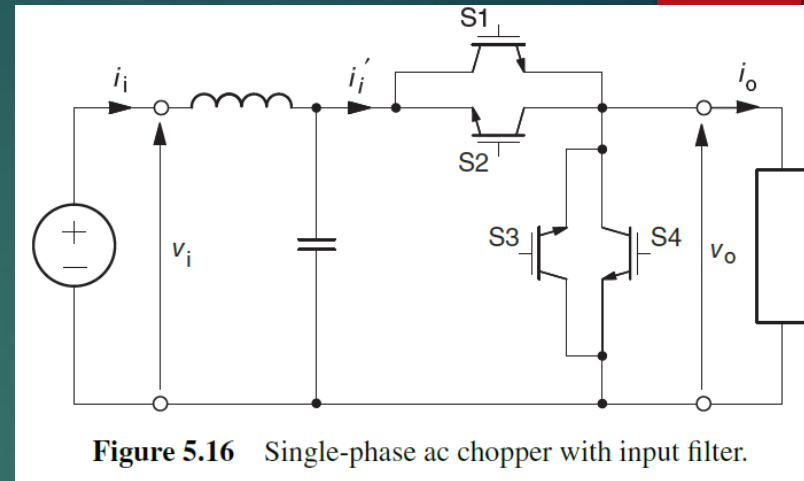 S1
i_i
i_i′
i_o
S2
+
−
v_i
S3
S4
v_o
Figure 5.16 Single-phase ac chopper with input filter.